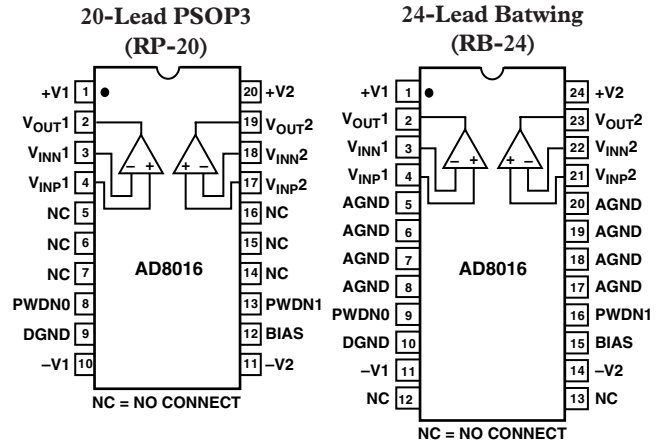 20-Lead PSOP3
(RP-20)
+V1 1 20 +V2
VOUT1 2 19 VOUT2
VINN1 3 18 VINN2
– + + –
VINP1 4 17 VINP2
NC 5 16 NC
NC 6 15 NC
NC 7 14 NC
AD8016
PWDN0 8 13 PWDN1
DGND 9 12 BIAS
–V1 10 11 –V2
NC = NO CONNECT
24-Lead Batwing
(RB-24)
+V1 1 24 +V2
VOUT1 2 23 VOUT2
VINN1 3 22 VINN2
– + + –
VINP1 4 21 VINP2
AGND 5 20 AGND
AGND 6 19 AGND
AGND 7 18 AGND
AD8016
AGND 8 17 AGND
PWDN0 9 16 PWDN1
DGND 10 15 BIAS
–V1 11 14 –V2
NC 12 13 NC
NC = NO CONNECT